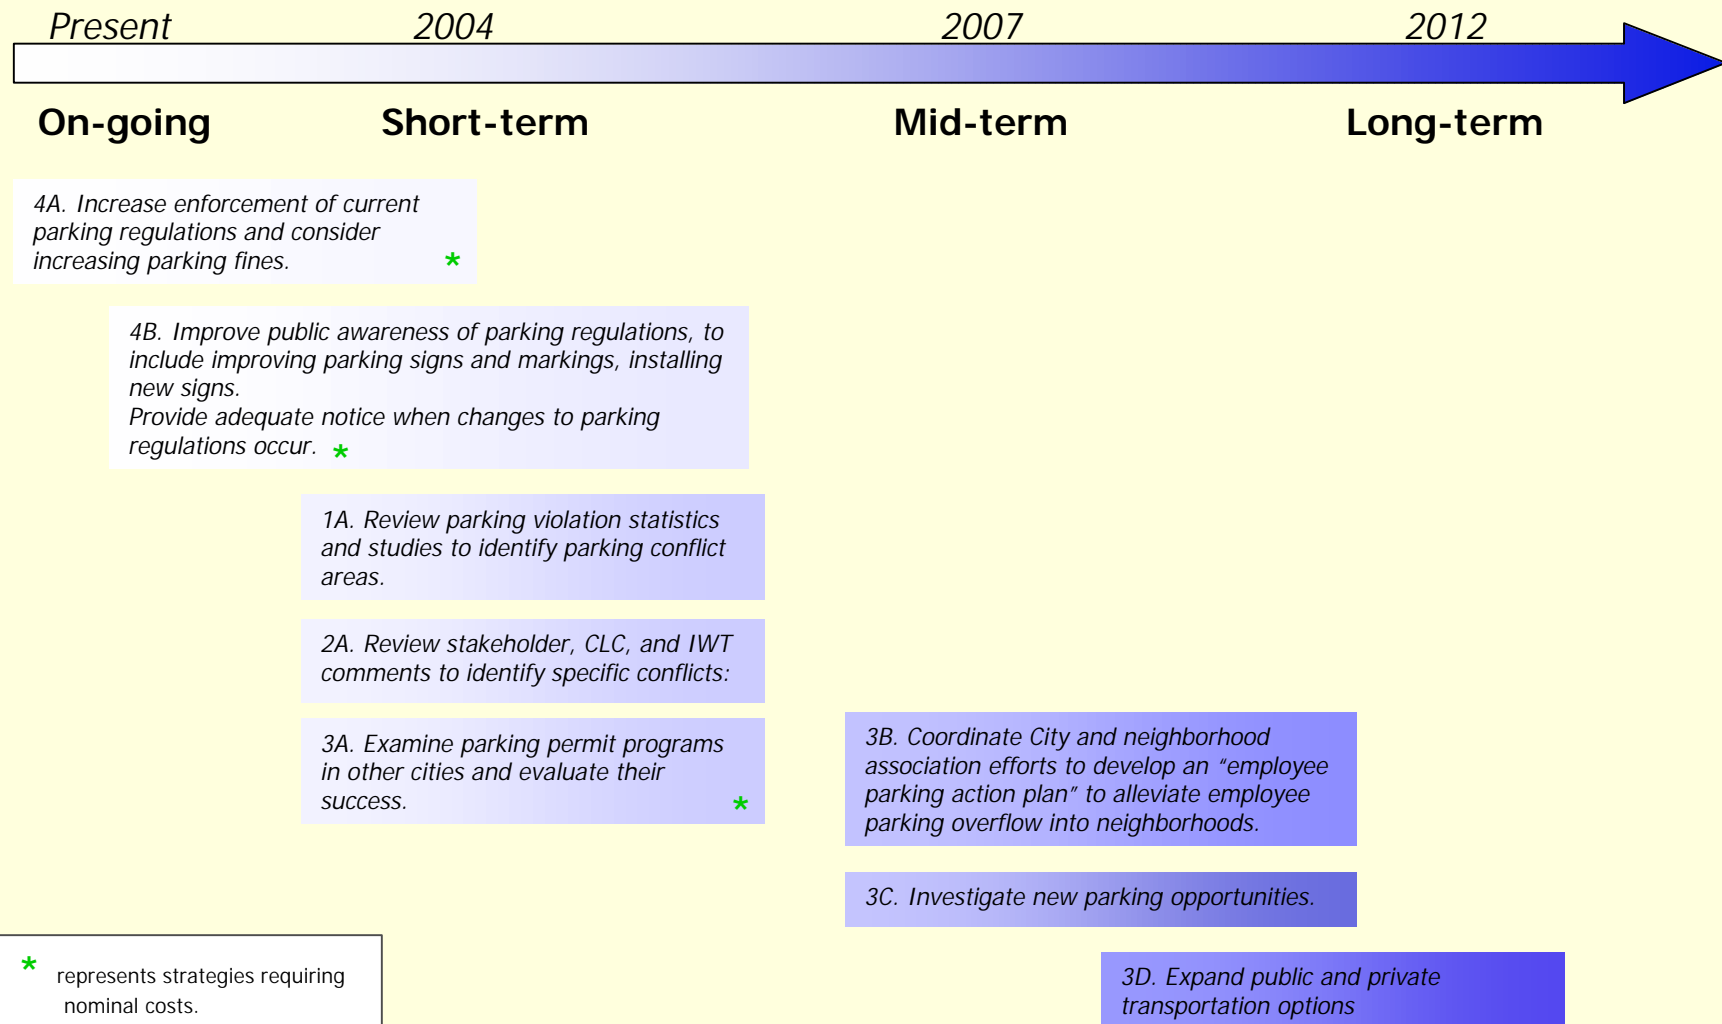 Present 2004 2007 2012
On-going Short-term Mid-term Long-term
4A. Increase enforcement of current
parking regulations and consider
increasing parking fines. *
4B. Improve public awareness of parking regulations, to
include improving parking signs and markings, installing
new signs.
Provide adequate notice when changes to parking
regulations occur. *
1A. Review parking violation statistics
and studies to identify parking conflict
areas.
2A. Review stakeholder, CLC, and IWT
comments to identify specific conflicts:
3A. Examine parking permit programs
in other cities and evaluate their
success. *
3B. Coordinate City and neighborhood
association efforts to develop an “employee
parking action plan” to alleviate employee
parking overflow into neighborhoods.
3C. Investigate new parking opportunities.
3D. Expand public and private
transportation options
* represents strategies requiring
nominal costs.